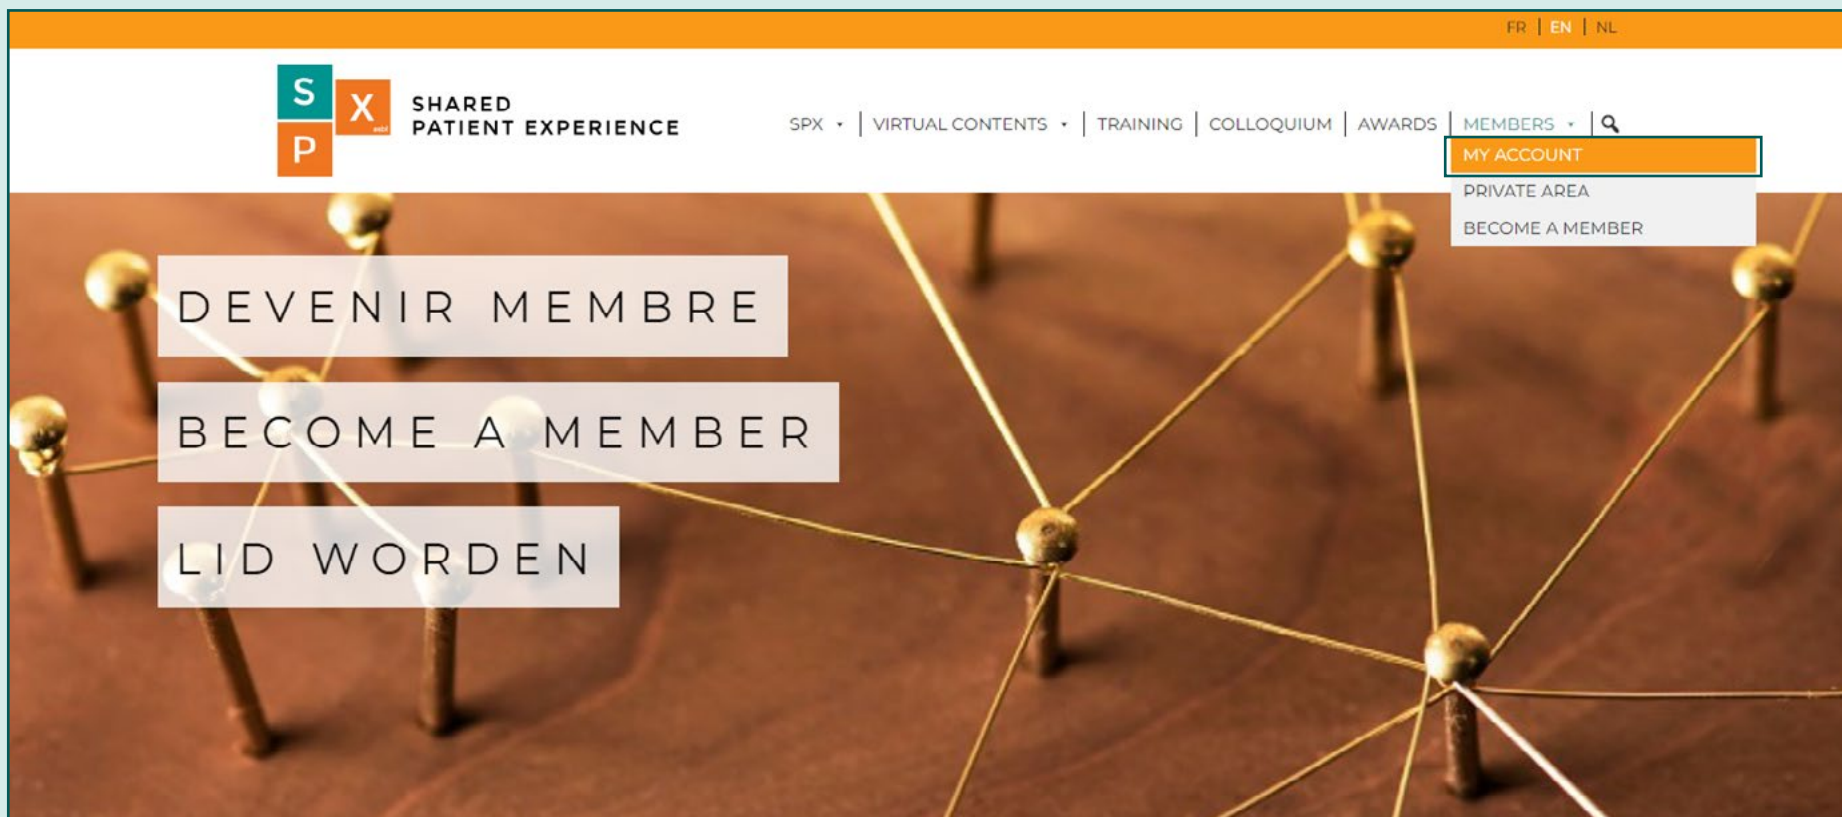 FR | EN | NL
S
X
asbl
P
SHARED
PATIENT EXPERIENCE
SPX | VIRTUAL CONTENTS | TRAINING | COLLOQUIUM | AWARDS | MEMBERS
MY ACCOUNT
PRIVATE AREA
BECOME A MEMBER
DEVENIR MEMBRE
BECOME A MEMBER
LID WORDEN